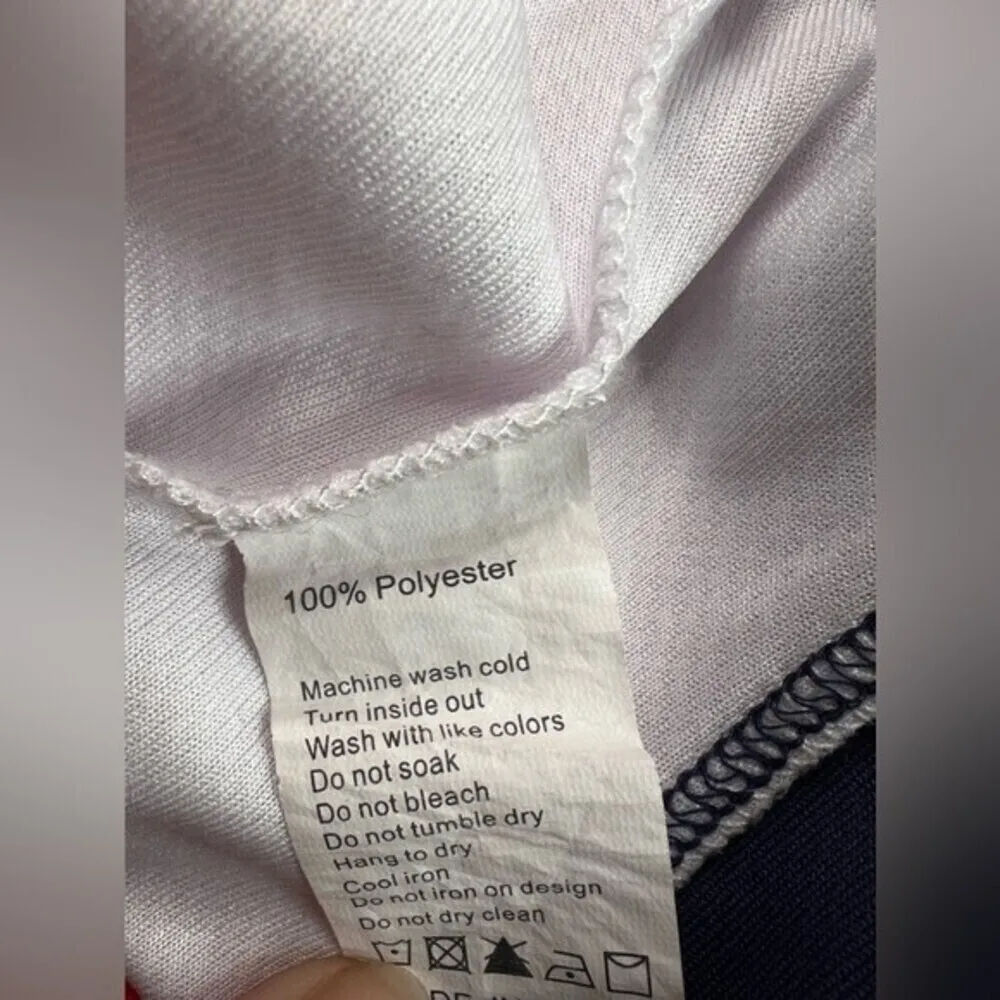 100% Polyester
Machine wash cold
Turn inside out
Wash with like colors
Do not soak
Do not bleach
Do not tumble dry
Hang to dry
Cool iron
Do not iron on design
Do not dry clean